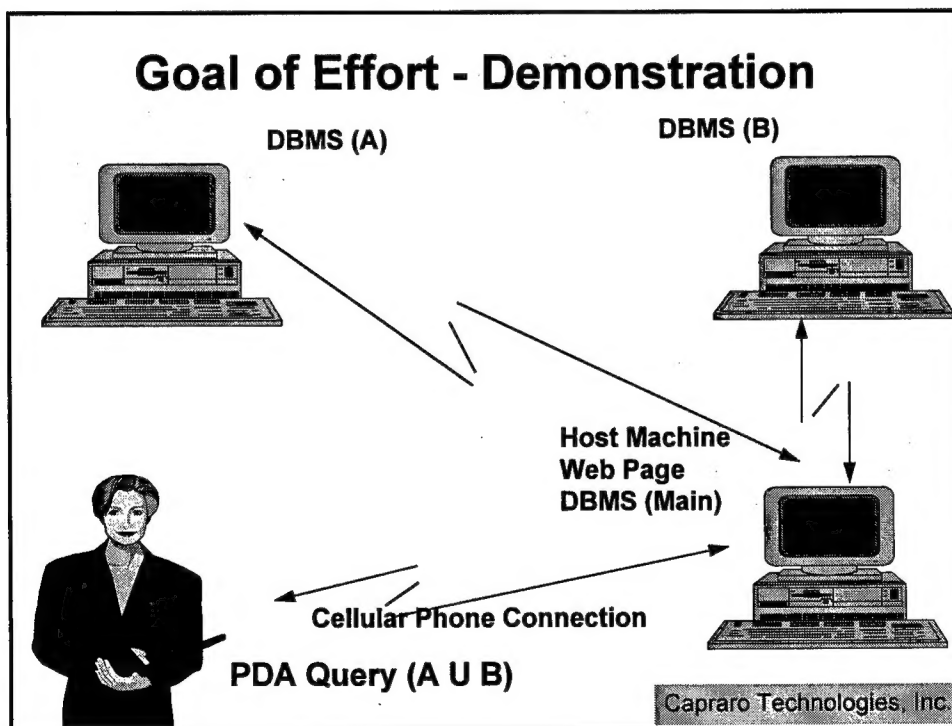 Goal of Effort - Demonstration
DBMS (A)
DBMS (B)
Host Machine
Web Page
DBMS (Main)
Cellular Phone Connection
PDA Query (A U B)
Capraro Technologies, Inc